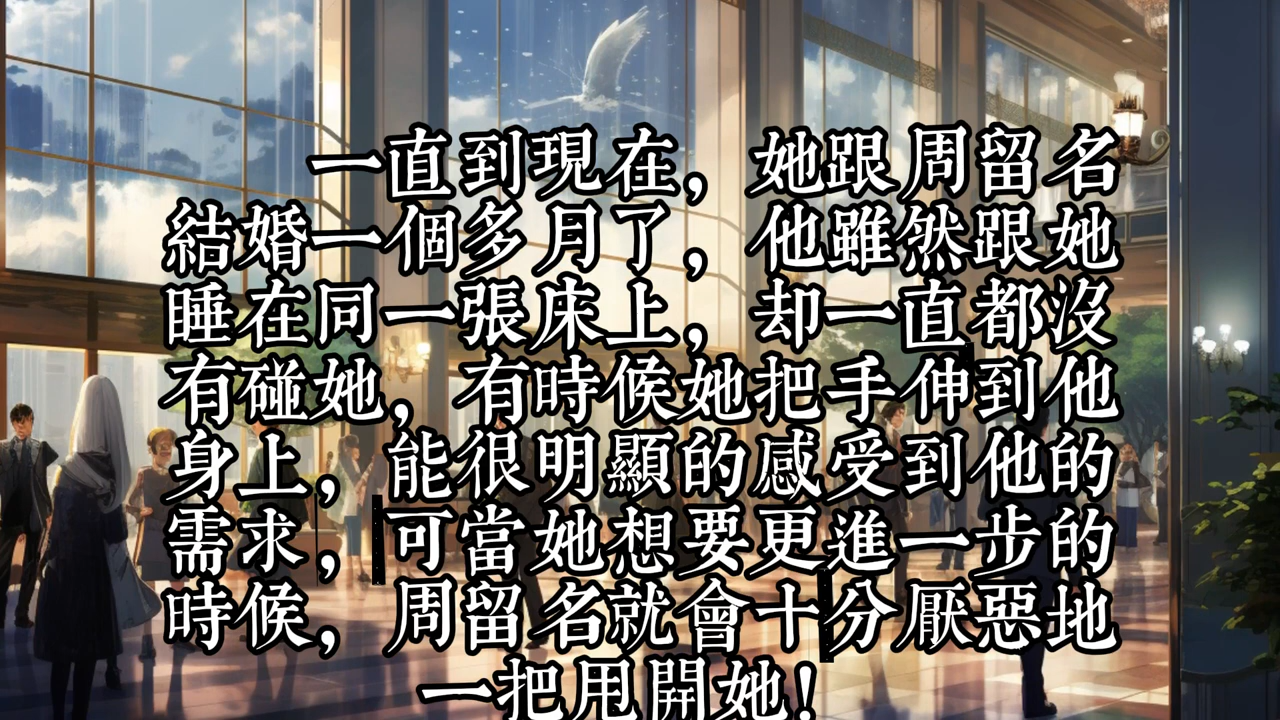 一直到現在，她跟周留名
結婚一個多月了，他雖然跟她
睡在同一張床上，却一直都沒
有碰她，有時候她把手伸到他
身上，能很明顯的感受到他的
需求，可當她想要更進一步的
時候，周留名就會十分厭惡地
一把甩開她！